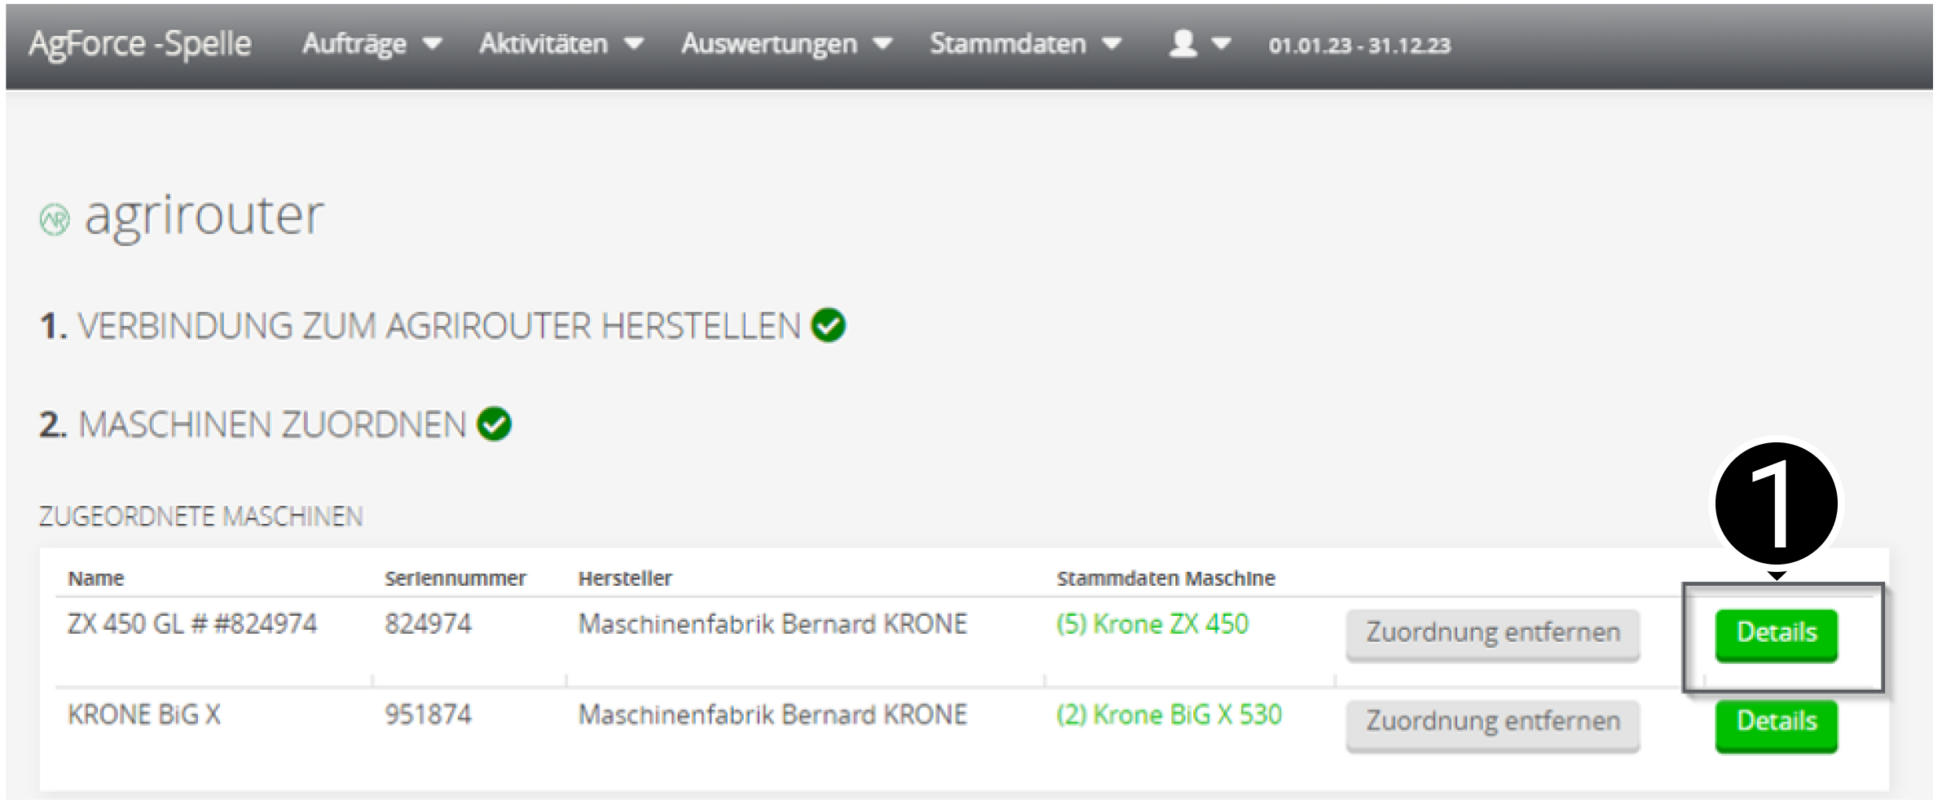 AgForce -Spelle Aufträge Aktivitäten Auswertungen Stammdaten 01.01.23 - 31.12.23
AR agrirouter
1. VERBINDUNG ZUM AGRIROUTER HERSTELLEN
2. MASCHINEN ZUORDNEN
1
ZUGEORDNETE MASCHINEN
Name Seriennummer Hersteller Stammdaten Maschine
ZX 450 GL # #824974 824974 Maschinenfabrik Bernard KRONE (5) Krone ZX 450 Zuordnung entfernen Details
KRONE BiG X 951874 Maschinenfabrik Bernard KRONE (2) Krone BiG X 530 Zuordnung entfernen Details